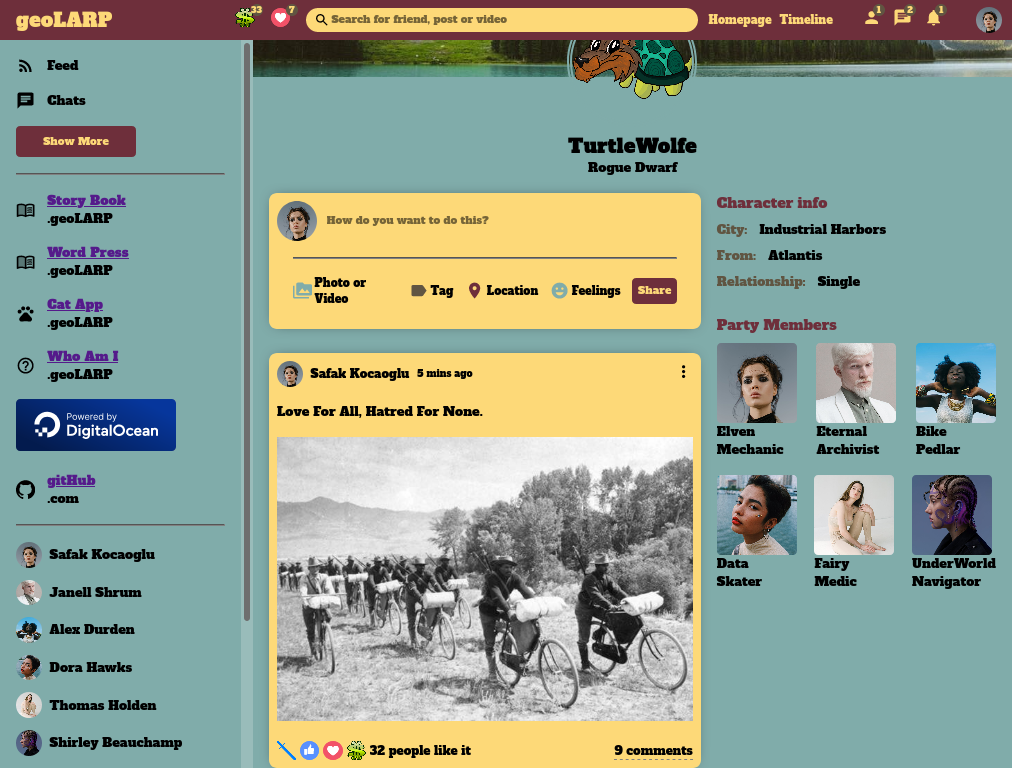 geoLARP
33
7
Search for friend, post or video
Homepage Timeline
1
2
1
Feed
Chats
Show More
Story Book
.geoLARP
Word Press
.geoLARP
Cat App
.geoLARP
Who Am I
.geoLARP
Powered by
DigitalOcean
gitHub
.com
Safak Kocaoglu
Janell Shrum
Alex Durden
Dora Hawks
Thomas Holden
Shirley Beauchamp
TurtleWolfe
Rogue Dwarf
How do you want to do this?
Photo or
Video
Tag
Location
Feelings
Share
Safak Kocaoglu 5 mins ago
Love For All, Hatred For None.
32 people like it
9 comments
Character info
City: Industrial Harbors
From: Atlantis
Relationship: Single
Party Members
Elven
Mechanic
Eternal
Archivist
Bike
Pedlar
Data
Skater
Fairy
Medic
UnderWorld
Navigator